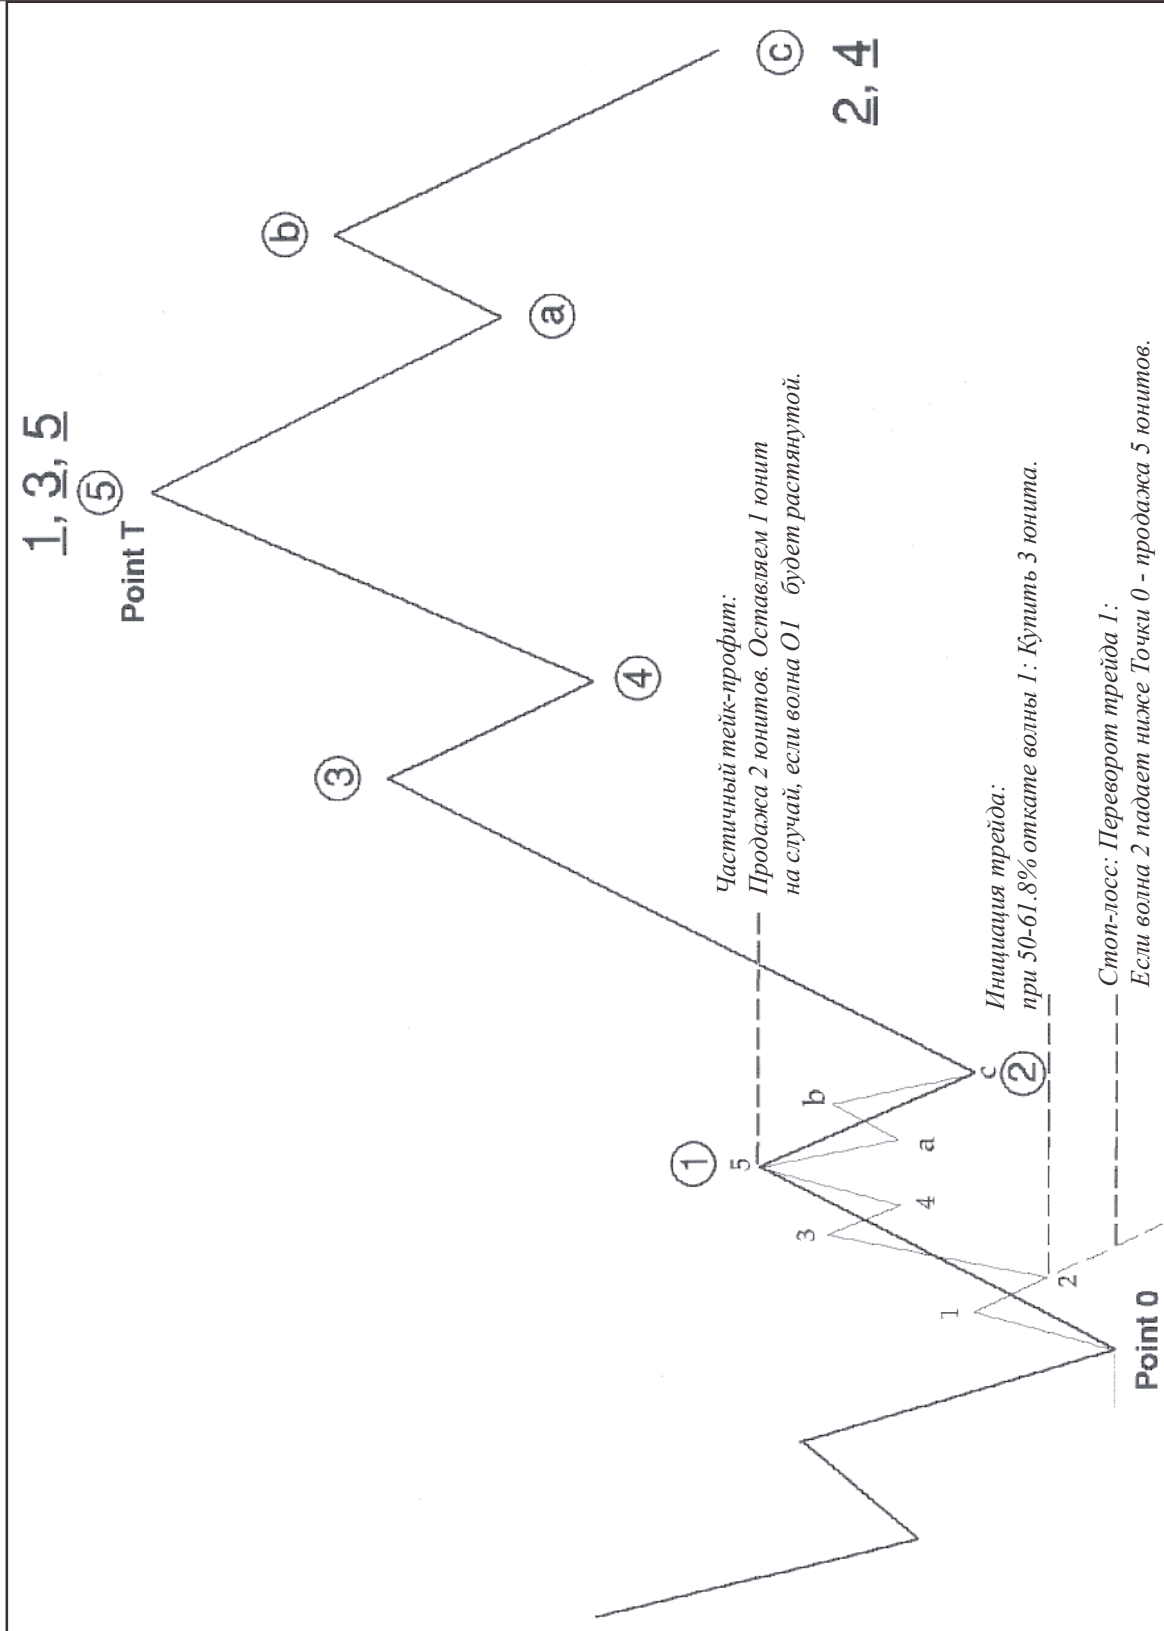 1, 3, 5
5
Point T
b
3
a
c
2, 4
4
Частичный тейк-профит:
Продажа 2 юнитов. Оставляем 1 юнит
на случай, если волна O1 будет растянутой.
1
5
3
b
4
a
1
c
2
Инициация трейда:
при 50-61.8% откате волны 1: Купить 3 юнита.
2
Стоп-лосс: Переворот трейда 1:
Если волна 2 падает ниже Точки 0 - продажа 5 юнитов.
Point 0